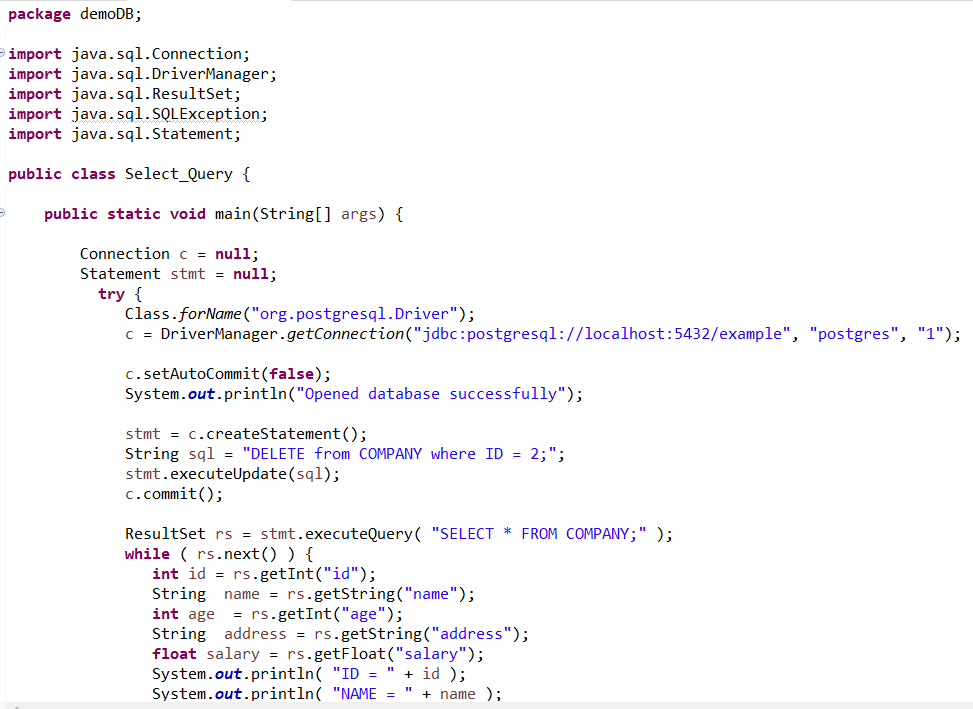 package demoDB;
import java.sql.Connection;
import java.sql.DriverManager;
import java.sql.ResultSet;
import java.sql.SQLException;
import java.sql.Statement;
public class Select_Query {
public static void main(String[] args) {
Connection c = null;
Statement stmt = null;
try {
Class.forName("org.postgresql.Driver");
c = DriverManager.getConnection("jdbc:postgresql://localhost:5432/example", "postgres", "1");
c.setAutoCommit(false);
System.out.println("Opened database successfully");
stmt = c.createStatement();
String sql = "DELETE from COMPANY where ID = 2;";
stmt.executeUpdate(sql);
c.commit();
ResultSet rs = stmt.executeQuery( "SELECT * FROM COMPANY;" );
while ( rs.next() ) {
int id = rs.getInt("id");
String  name = rs.getString("name");
int age  = rs.getInt("age");
String  address = rs.getString("address");
float salary = rs.getFloat("salary");
System.out.println( "ID = " + id );
System.out.println( "NAME = " + name );